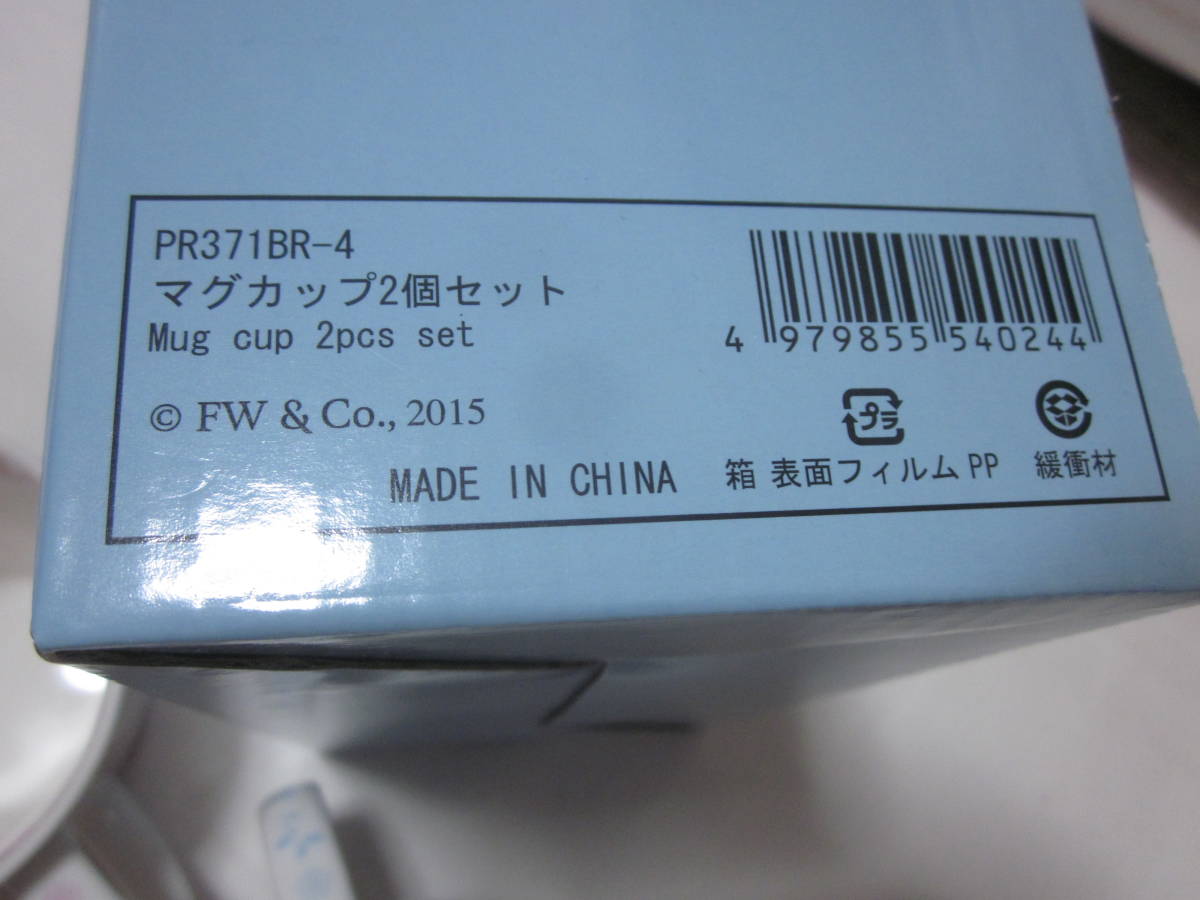 PR371BR-4
マグカップ2個セット
Mug cup 2pcs set
© FW & Co., 2015
MADE IN CHINA
4 979855 540244
プラ
箱 表面フィルム PP
緩衝材